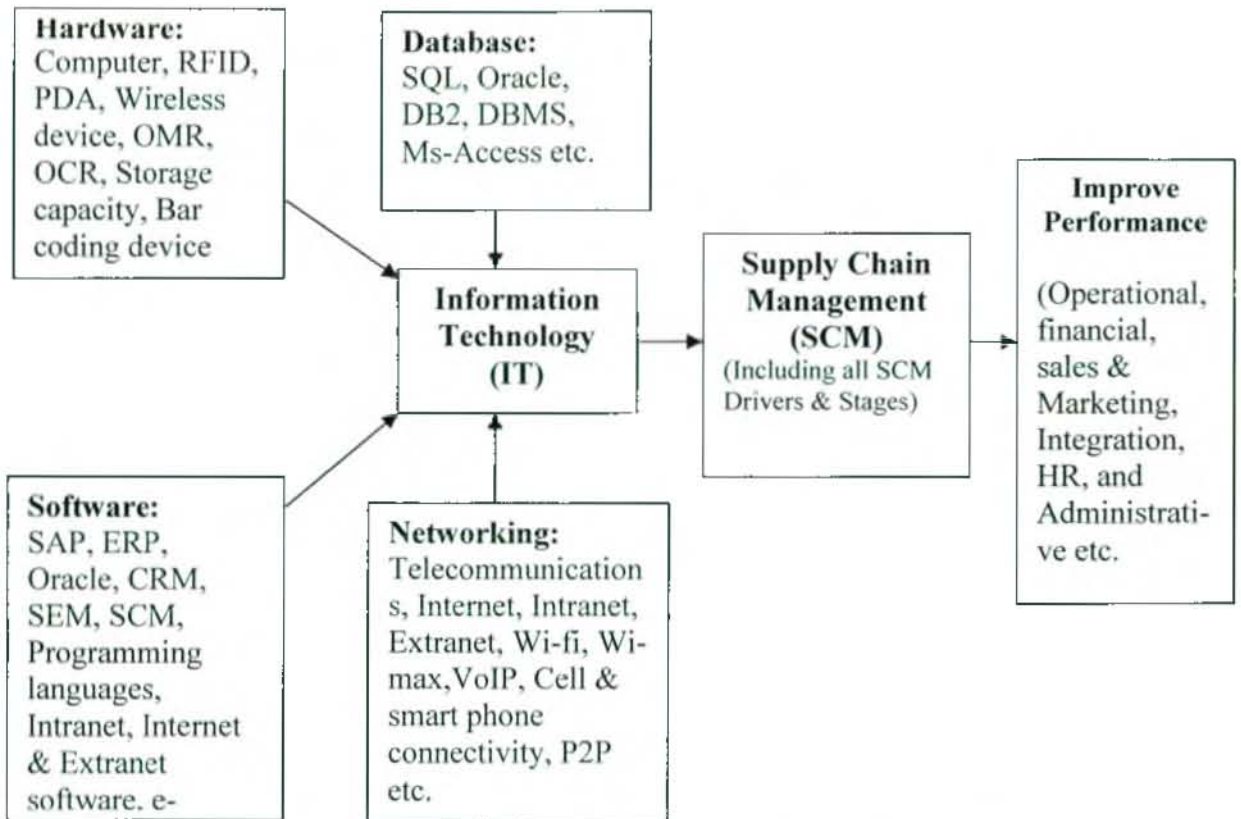 Hardware:
Computer, RFID,
PDA, Wireless
device, OMR,
OCR, Storage
capacity, Bar
coding device
Database:
SQL, Oracle,
DB2, DBMS,
Ms-Access etc.
Information
Technology
(IT)
Supply Chain
Management
(SCM)
(Including all SCM
Drivers & Stages)
Improve
Performance
(Operational,
financial,
sales &
Marketing,
Integration,
HR, and
Administrati-
ve etc.
Software:
SAP, ERP,
Oracle, CRM,
SEM, SCM,
Programming
languages,
Intranet, Internet
& Extranet
software. e-
Networking:
Telecommunication
s, Internet, Intranet,
Extranet, Wi-fi, Wi-
max,VoIP, Cell &
smart phone
connectivity, P2P
etc.